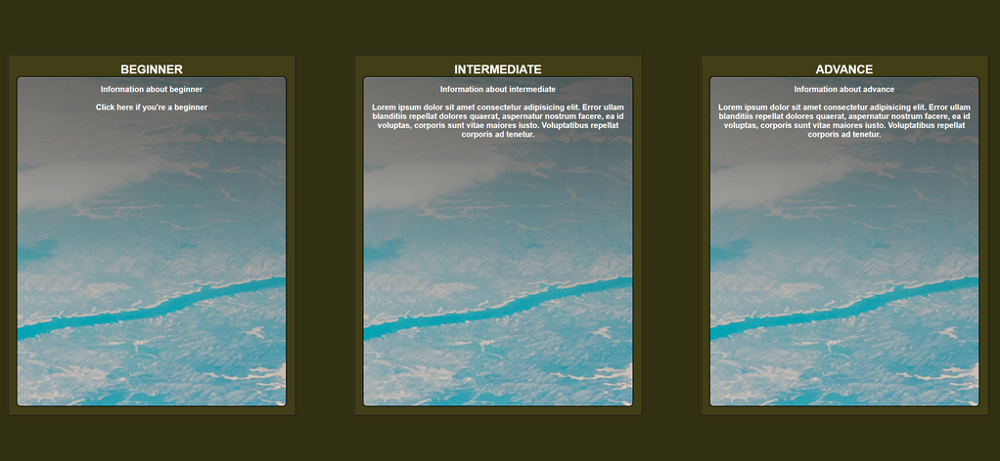 BEGINNER
Information about beginner
Click here if you're a beginner
INTERMEDIATE
Information about intermediate
Lorem ipsum dolor sit amet consectetur adipisicing elit. Error ullam
blanditiis repellat dolores quaerat, aspernatur nostrum facere, ea id
voluptas, corporis sunt vitae maiores iusto. Voluptatibus repellat
corporis ad tenetur.
ADVANCE
Information about advance
Lorem ipsum dolor sit amet consectetur adipisicing elit. Error ullam
blanditiis repellat dolores quaerat, aspernatur nostrum facere, ea id
voluptas, corporis sunt vitae maiores iusto. Voluptatibus repellat
corporis ad tenetur.